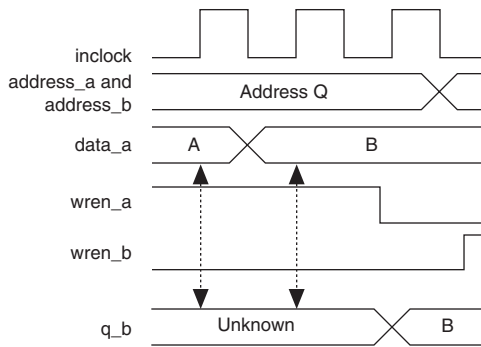 inclock
address_a and
address_b
Address Q
data_a
A
B
wren_a
wren_b
q_b
Unknown
B